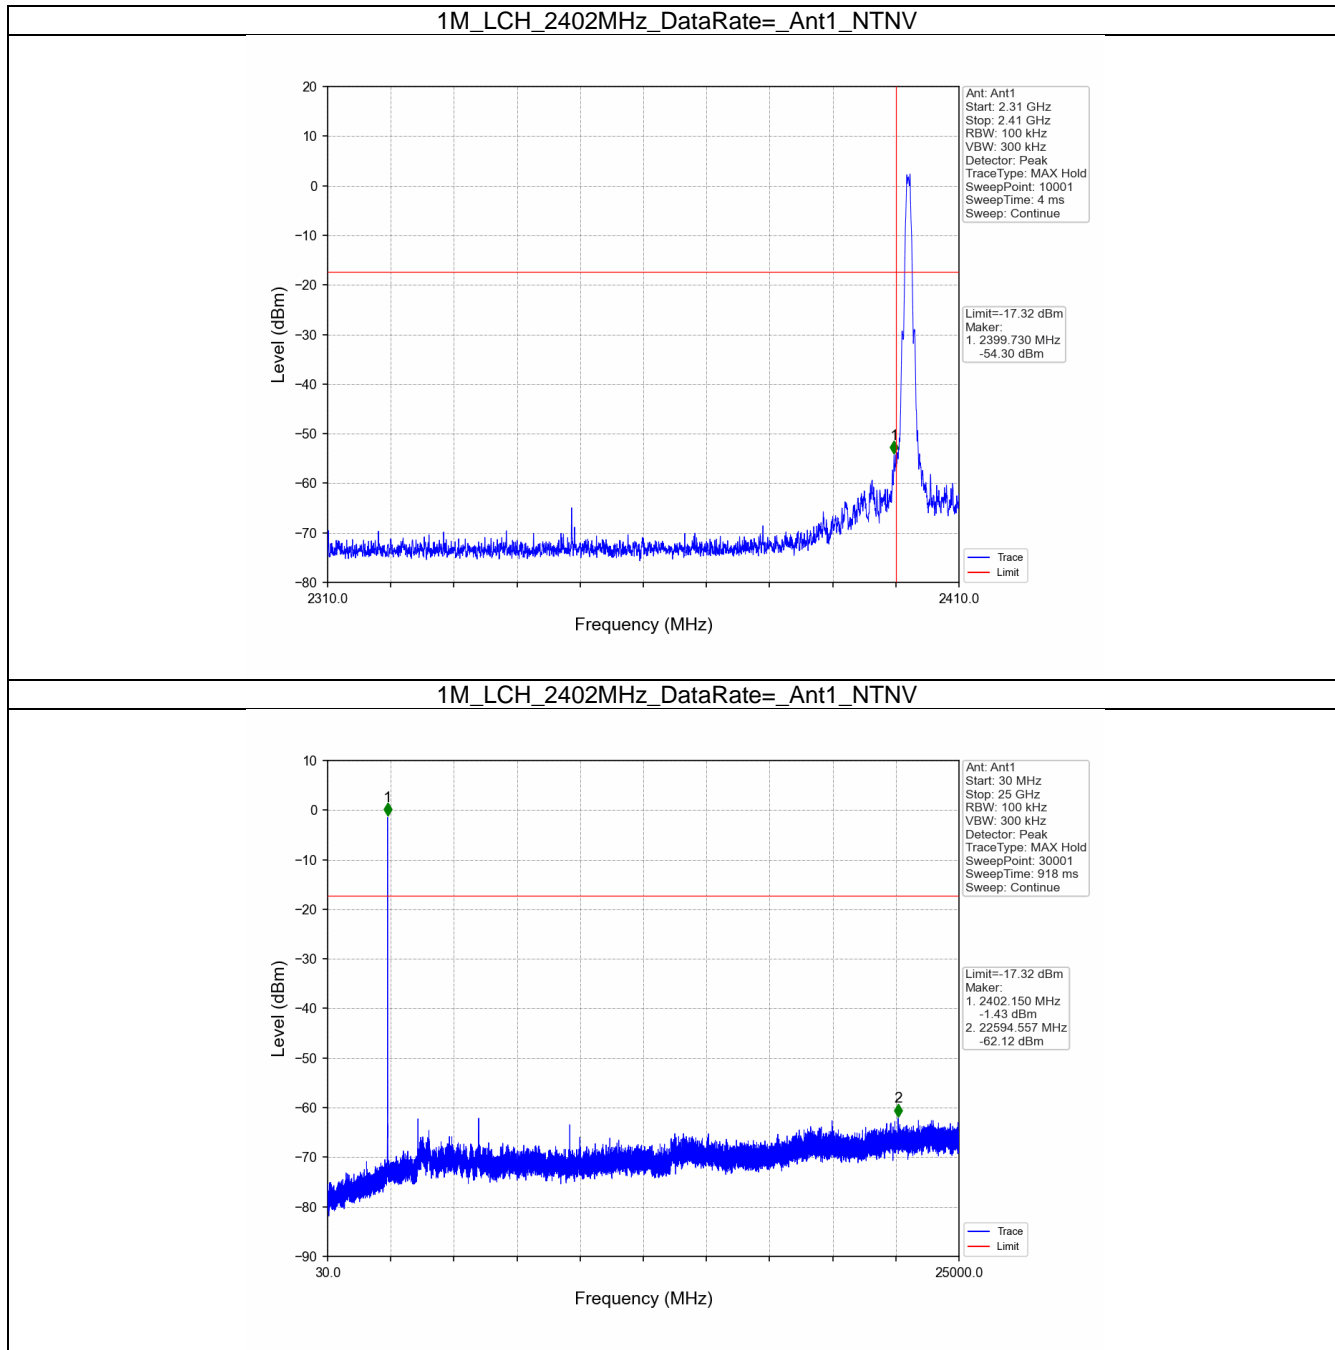 1M_LCH_2402MHz_DataRate=_Ant1_NTNV
20
10
0
−10
−20
−30
−40
−50
−60
−70
−80
Level (dBm)
1
2310.0
2410.0
Frequency (MHz)
Ant: Ant1
Start: 2.31 GHz
Stop: 2.41 GHz
RBW: 100 kHz
VBW: 300 kHz
Detector: Peak
TraceType: MAX Hold
SweepPoint: 10001
SweepTime: 4 ms
Sweep: Continue
Limit=-17.32 dBm
Maker:
1. 2399.730 MHz
-54.30 dBm
Trace
Limit
1M_LCH_2402MHz_DataRate=_Ant1_NTNV
10
0
−10
−20
−30
−40
−50
−60
−70
−80
−90
Level (dBm)
1
2
30.0
25000.0
Frequency (MHz)
Ant: Ant1
Start: 30 MHz
Stop: 25 GHz
RBW: 100 kHz
VBW: 300 kHz
Detector: Peak
TraceType: MAX Hold
SweepPoint: 30001
SweepTime: 918 ms
Sweep: Continue
Limit=-17.32 dBm
Maker:
1. 2402.150 MHz
-1.43 dBm
2. 22594.557 MHz
-62.12 dBm
Trace
Limit